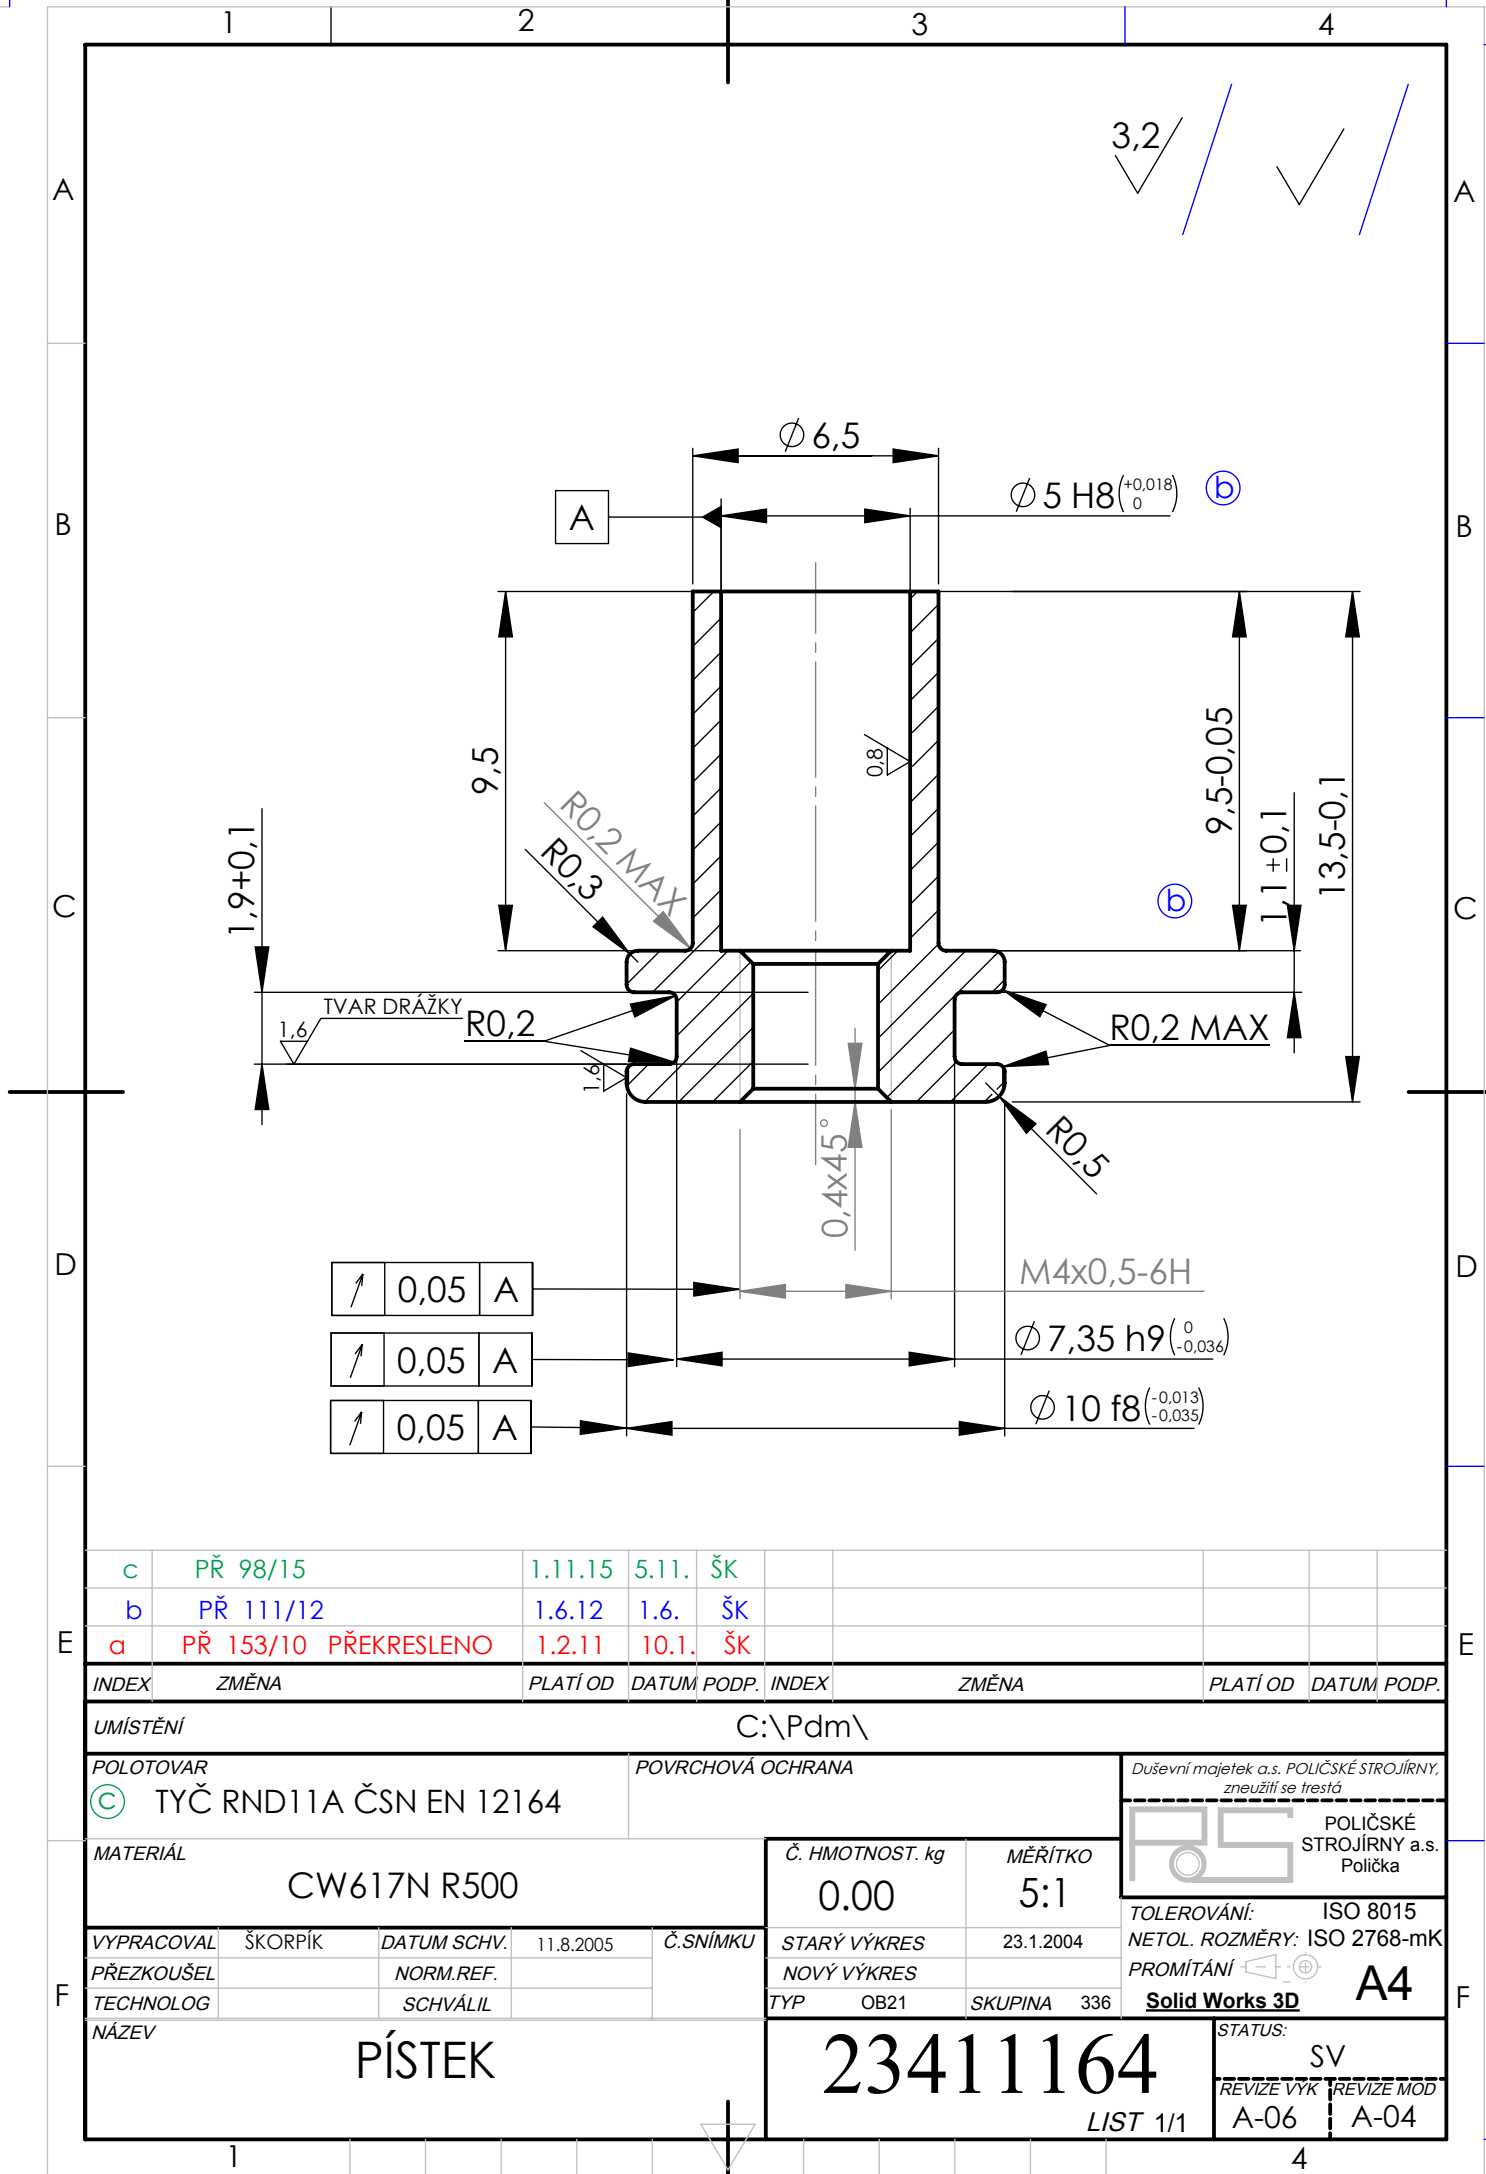 1 2 3 4
A A
3,2
B B
Ø 6,5
Ø 5 H8(+0,018 0) b
A
9,5
0,8
9,5-0,05
1,1 ±0,1
13,5-0,1
1,9+0,1
R0,2 MAX
R0,3
C C
b
TVAR DRÁŽKY
1,6
R0,2
1,6
R0,2 MAX
R0,5
0,4x45°
D D
0,05 A
M4x0,5-6H
0,05 A
Ø 7,35 h9(0 -0,036)
0,05 A
Ø 10 f8(-0,013 -0,035)
c PŘ 98/15 1.11.15 5.11. ŠK
b PŘ 111/12 1.6.12 1.6. ŠK
E E
a PŘ 153/10 PŘEKRESLENO 1.2.11 10.1. ŠK
INDEX ZMĚNA PLATÍ OD DATUM PODP. INDEX ZMĚNA PLATÍ OD DATUM PODP.
UMÍSTĚNÍ C:\Pdm\
POLOTOVAR POVRCHOVÁ OCHRANA
c TYČ RND11A ČSN EN 12164
Duševní majetek a.s. POLIČSKÉ STROJÍRNY,
zneužití se trestá
PoS
POLIČSKÉ
STROJÍRNY a.s.
Polička
MATERIÁL
CW617N R500
Č. HMOTNOST. kg MĚŘÍTKO
0.00 5:1
TOLEROVÁNÍ: ISO 8015
NETOL. ROZMĚRY: ISO 2768-mK
PROMÍTÁNÍ A4
Solid Works 3D
VYPRACOVAL ŠKORPÍK DATUM SCHV. 11.8.2005 Č.SNÍMKU STARÝ VÝKRES 23.1.2004
PŘEZKOUŠEL NORM.REF. NOVÝ VÝKRES
F F
TECHNOLOG SCHVÁLIL TYP OB21 SKUPINA 336
NÁZEV
PÍSTEK
23411164
LIST 1/1
STATUS:
SV
REVIZE VÝK REVIZE MOD
A-06 A-04
1 4